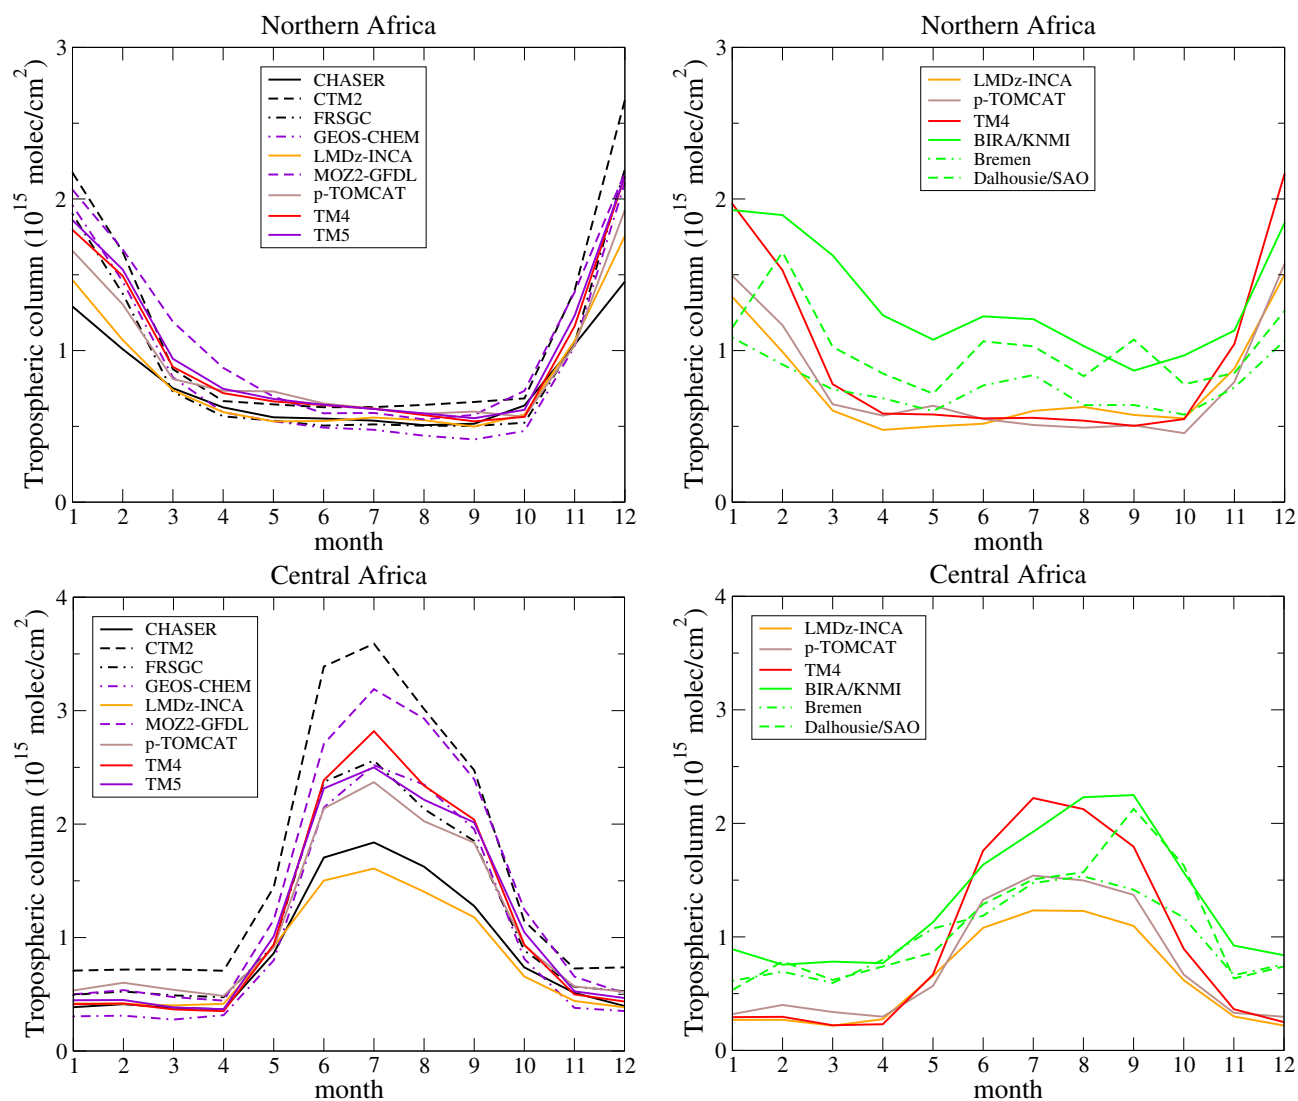 Northern Africa
Tropospheric column (10^15 molec/cm^2)
3
2
1
0
CHASER
CTM2
FRSGC
GEOS-CHEM
LMDz-INCA
MOZ2-GFDL
p-TOMCAT
TM4
TM5
1 2 3 4 5 6 7 8 9 10 11 12
month
Northern Africa
Tropospheric column (10^15 molec/cm^2)
3
2
1
0
LMDz-INCA
p-TOMCAT
TM4
BIRA/KNMI
Bremen
Dalhousie/SAO
1 2 3 4 5 6 7 8 9 10 11 12
month
Central Africa
Tropospheric column (10^15 molec/cm^2)
4
3
2
1
0
CHASER
CTM2
FRSGC
GEOS-CHEM
LMDz-INCA
MOZ2-GFDL
p-TOMCAT
TM4
TM5
1 2 3 4 5 6 7 8 9 10 11 12
month
Central Africa
Tropospheric column (10^15 molec/cm^2)
4
3
2
1
0
LMDz-INCA
p-TOMCAT
TM4
BIRA/KNMI
Bremen
Dalhousie/SAO
1 2 3 4 5 6 7 8 9 10 11 12
month